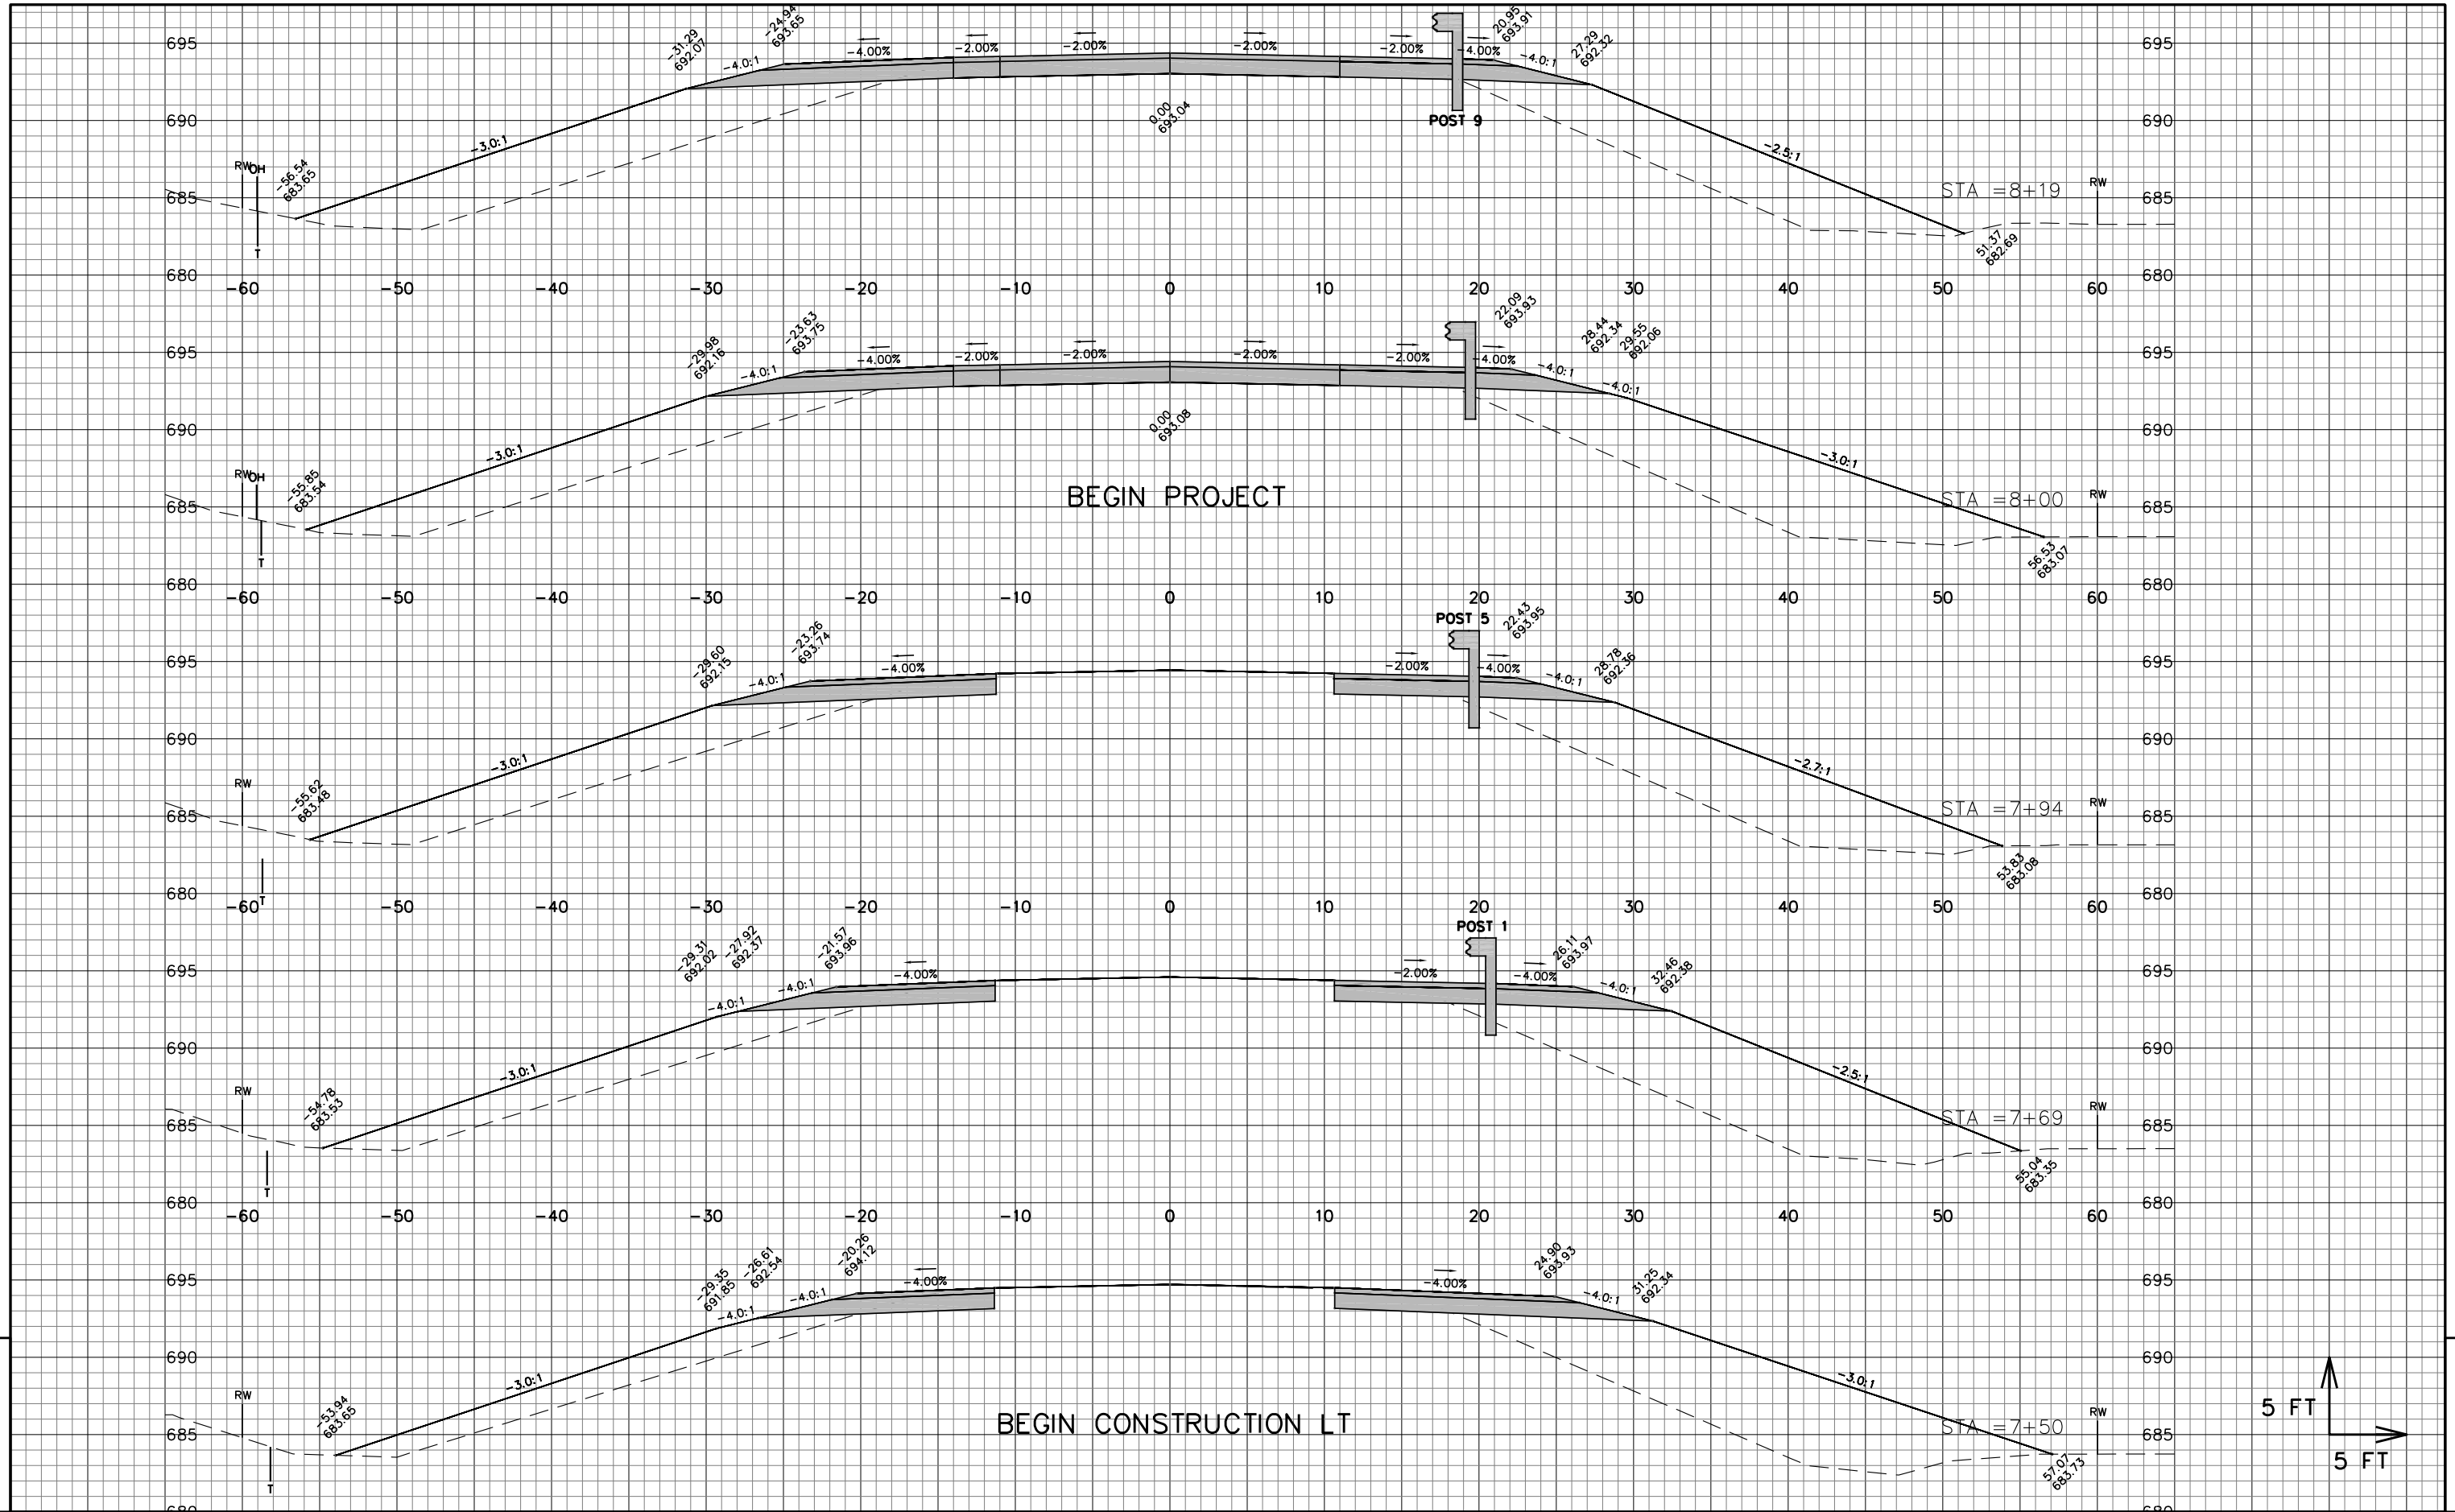 -31.29
692.07
-24.94
693.65
20.95
693.91
27.29
692.32
695 -4.0:1 -4.00% -2.00% -2.00% -2.00% -2.00% -4.00% -4.0:1 695
0.00
693.04
690 POST 9 690
-3.0:1 -2.5:1
RW OH
-56.54
683.65
685 STA =8+19 RW 685
T
51.37
682.69
680 680
-60 -50 -40 -30 -20 -10 0 10 20 30 40 50 60
-29.98
692.16
-23.63
693.75
22.09
693.93
28.44
692.34
29.55
692.06
695 -4.0:1 -4.00% -2.00% -2.00% -2.00% -2.00% -4.00% -4.0:1 -4.0:1 695
0.00
693.08
690 690
-3.0:1 -3.0:1
RW OH
-55.85
683.54
BEGIN PROJECT
685 STA =8+00 RW 685
T
56.53
683.07
680 680
-60 -50 -40 -30 -20 -10 0 10 20 30 40 50 60
POST 5
-29.60
692.15
-23.26
693.74
22.43
693.95
28.78
692.36
695 -4.0:1 -4.00% -2.00% -4.00% -4.0:1 695
690 690
-3.0:1 -2.7:1
RW
-55.62
683.48
685 STA =7+94 RW 685
53.83
683.08
680 T 680
-60 -50 -40 -30 -20 -10 0 10 20 30 40 50 60
POST 1
-29.31
692.02
-27.92
692.37
-21.57
693.96
26.11
693.97
32.46
692.38
695 -4.0:1 -4.0:1 -4.00% -2.00% -4.00% -4.0:1 695
690 690
-3.0:1 -2.5:1
RW
-54.78
683.53
685 STA =7+69 RW 685
T
55.04
683.35
680 680
-60 -50 -40 -30 -20 -10 0 10 20 30 40 50 60
-29.35
691.85
-26.61
692.54
-20.26
694.12
24.90
693.93
31.25
692.34
695 -4.0:1 -4.0:1 -4.00% -4.00% -4.0:1 695
690 690
-3.0:1 -3.0:1
RW
-53.94
683.65
BEGIN CONSTRUCTION LT
685 STA =7+50 RW 685
T
57.07
683.73
5 FT
5 FT
680 680